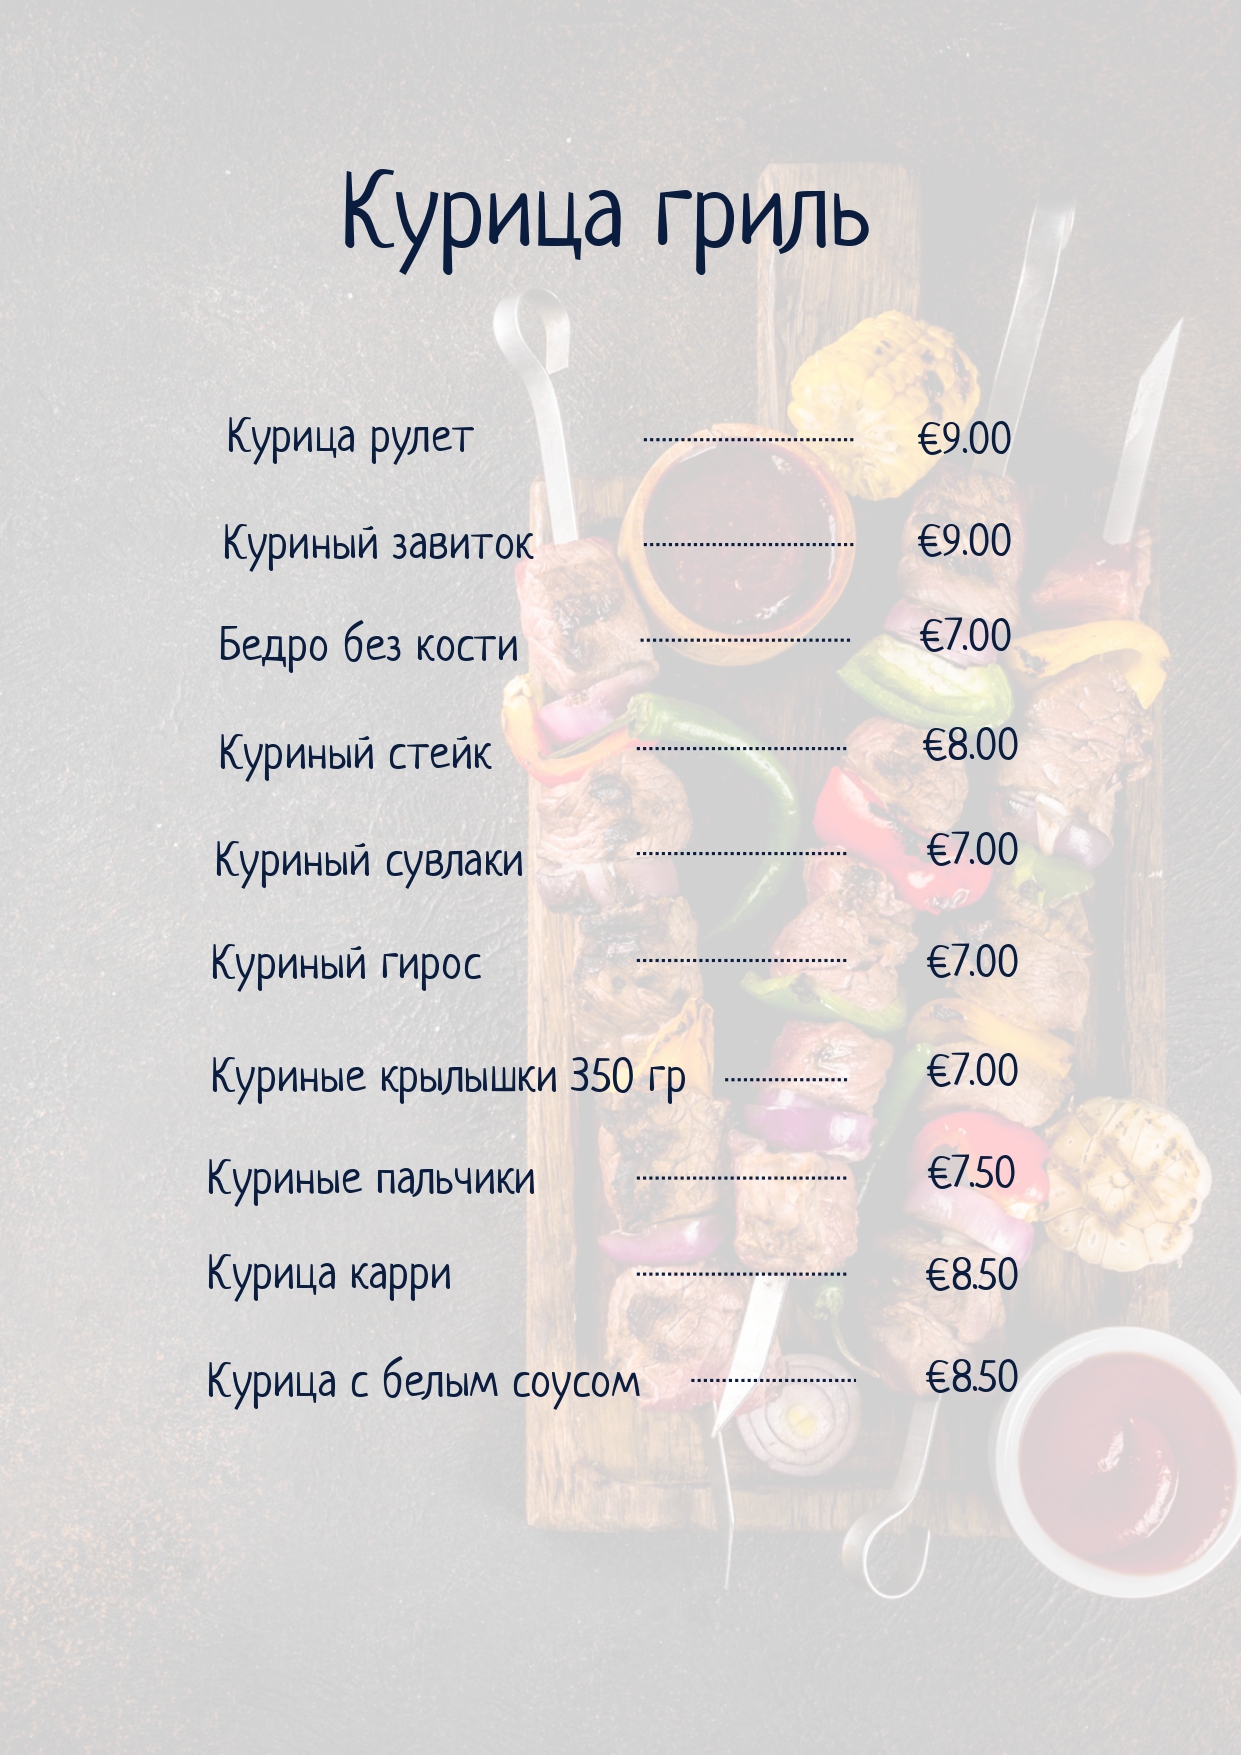 Курица гриль
Курица рулет ........................ €9.00
Куриный завиток ........................ €9.00
Бедро без кости ........................ €7.00
Куриный стейк ........................ €8.00
Куриный сувлаки ........................ €7.00
Куриный гирос ........................ €7.00
Куриные крылышки 350 гр .............. €7.00
Куриные пальчики ........................ €7.50
Курица карри ........................ €8.50
Курица с белым соусом ................... €8.50